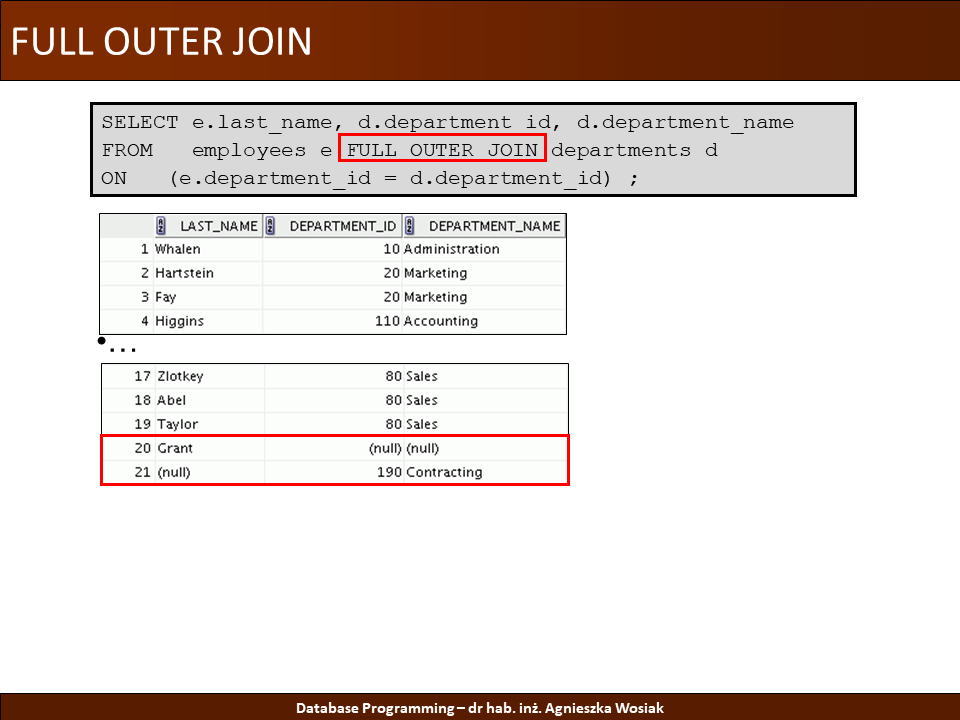 FULL OUTER JOIN
SELECT e.last_name, d.department_id, d.department_name
FROM employees e FULL OUTER JOIN departments d
ON (e.department_id = d.department_id) ;
LAST_NAME DEPARTMENT_ID DEPARTMENT_NAME
1 Whalen 10 Administration
2 Hartstein 20 Marketing
3 Fay 20 Marketing
4 Higgins 110 Accounting
•...
17 Zlotkey 80 Sales
18 Abel 80 Sales
19 Taylor 80 Sales
20 Grant (null) (null)
21 (null) 190 Contracting
Database Programming – dr hab. inż. Agnieszka Wosiak